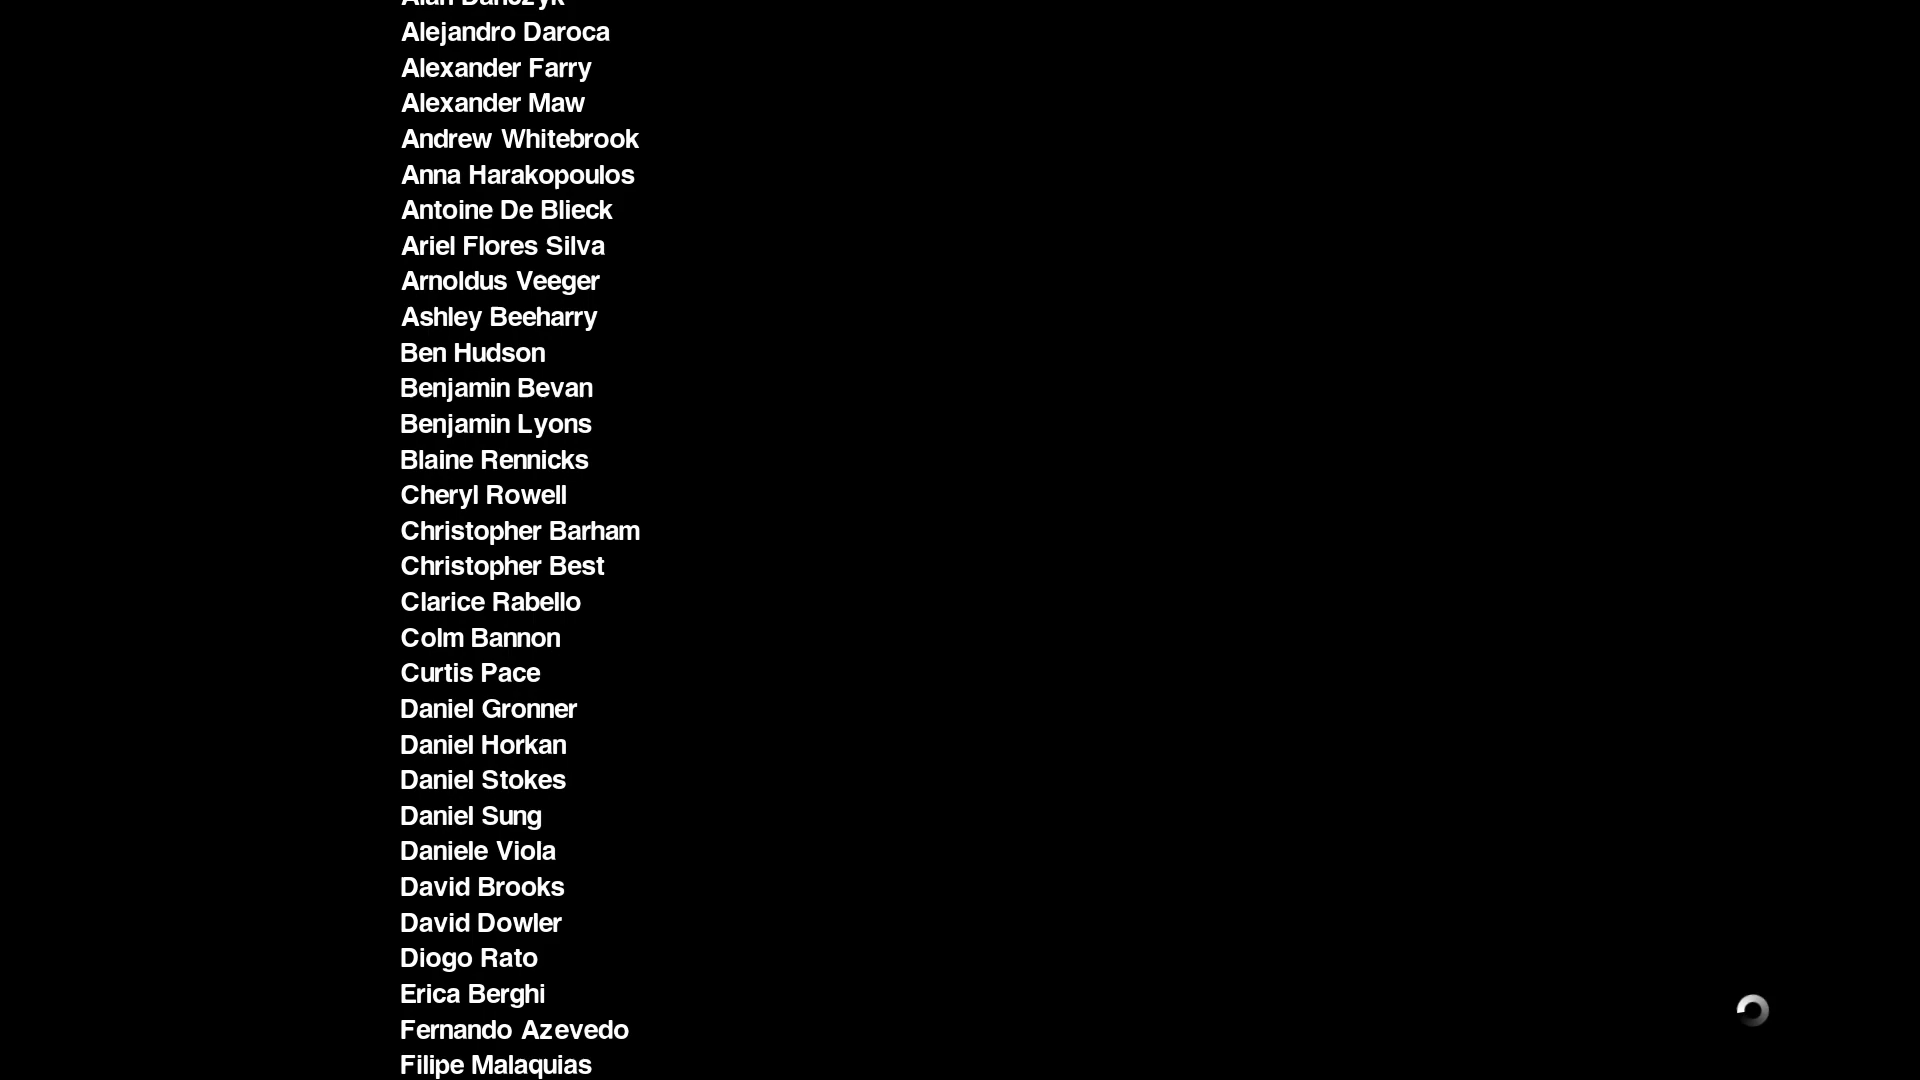 Alejandro Daroca
Alexander Farry
Alexander Maw
Andrew Whitebrook
Anna Harakopoulos
Antoine De Blieck
Ariel Flores Silva
Arnoldus Veeger
Ashley Beeharry
Ben Hudson
Benjamin Bevan
Benjamin Lyons
Blaine Rennicks
Cheryl Rowell
Christopher Barham
Christopher Best
Clarice Rabello
Colm Bannon
Curtis Pace
Daniel Gronner
Daniel Horkan
Daniel Stokes
Daniel Sung
Daniele Viola
David Brooks
David Dowler
Diogo Rato
Erica Berghi
Fernando Azevedo
Filipe Malaquias